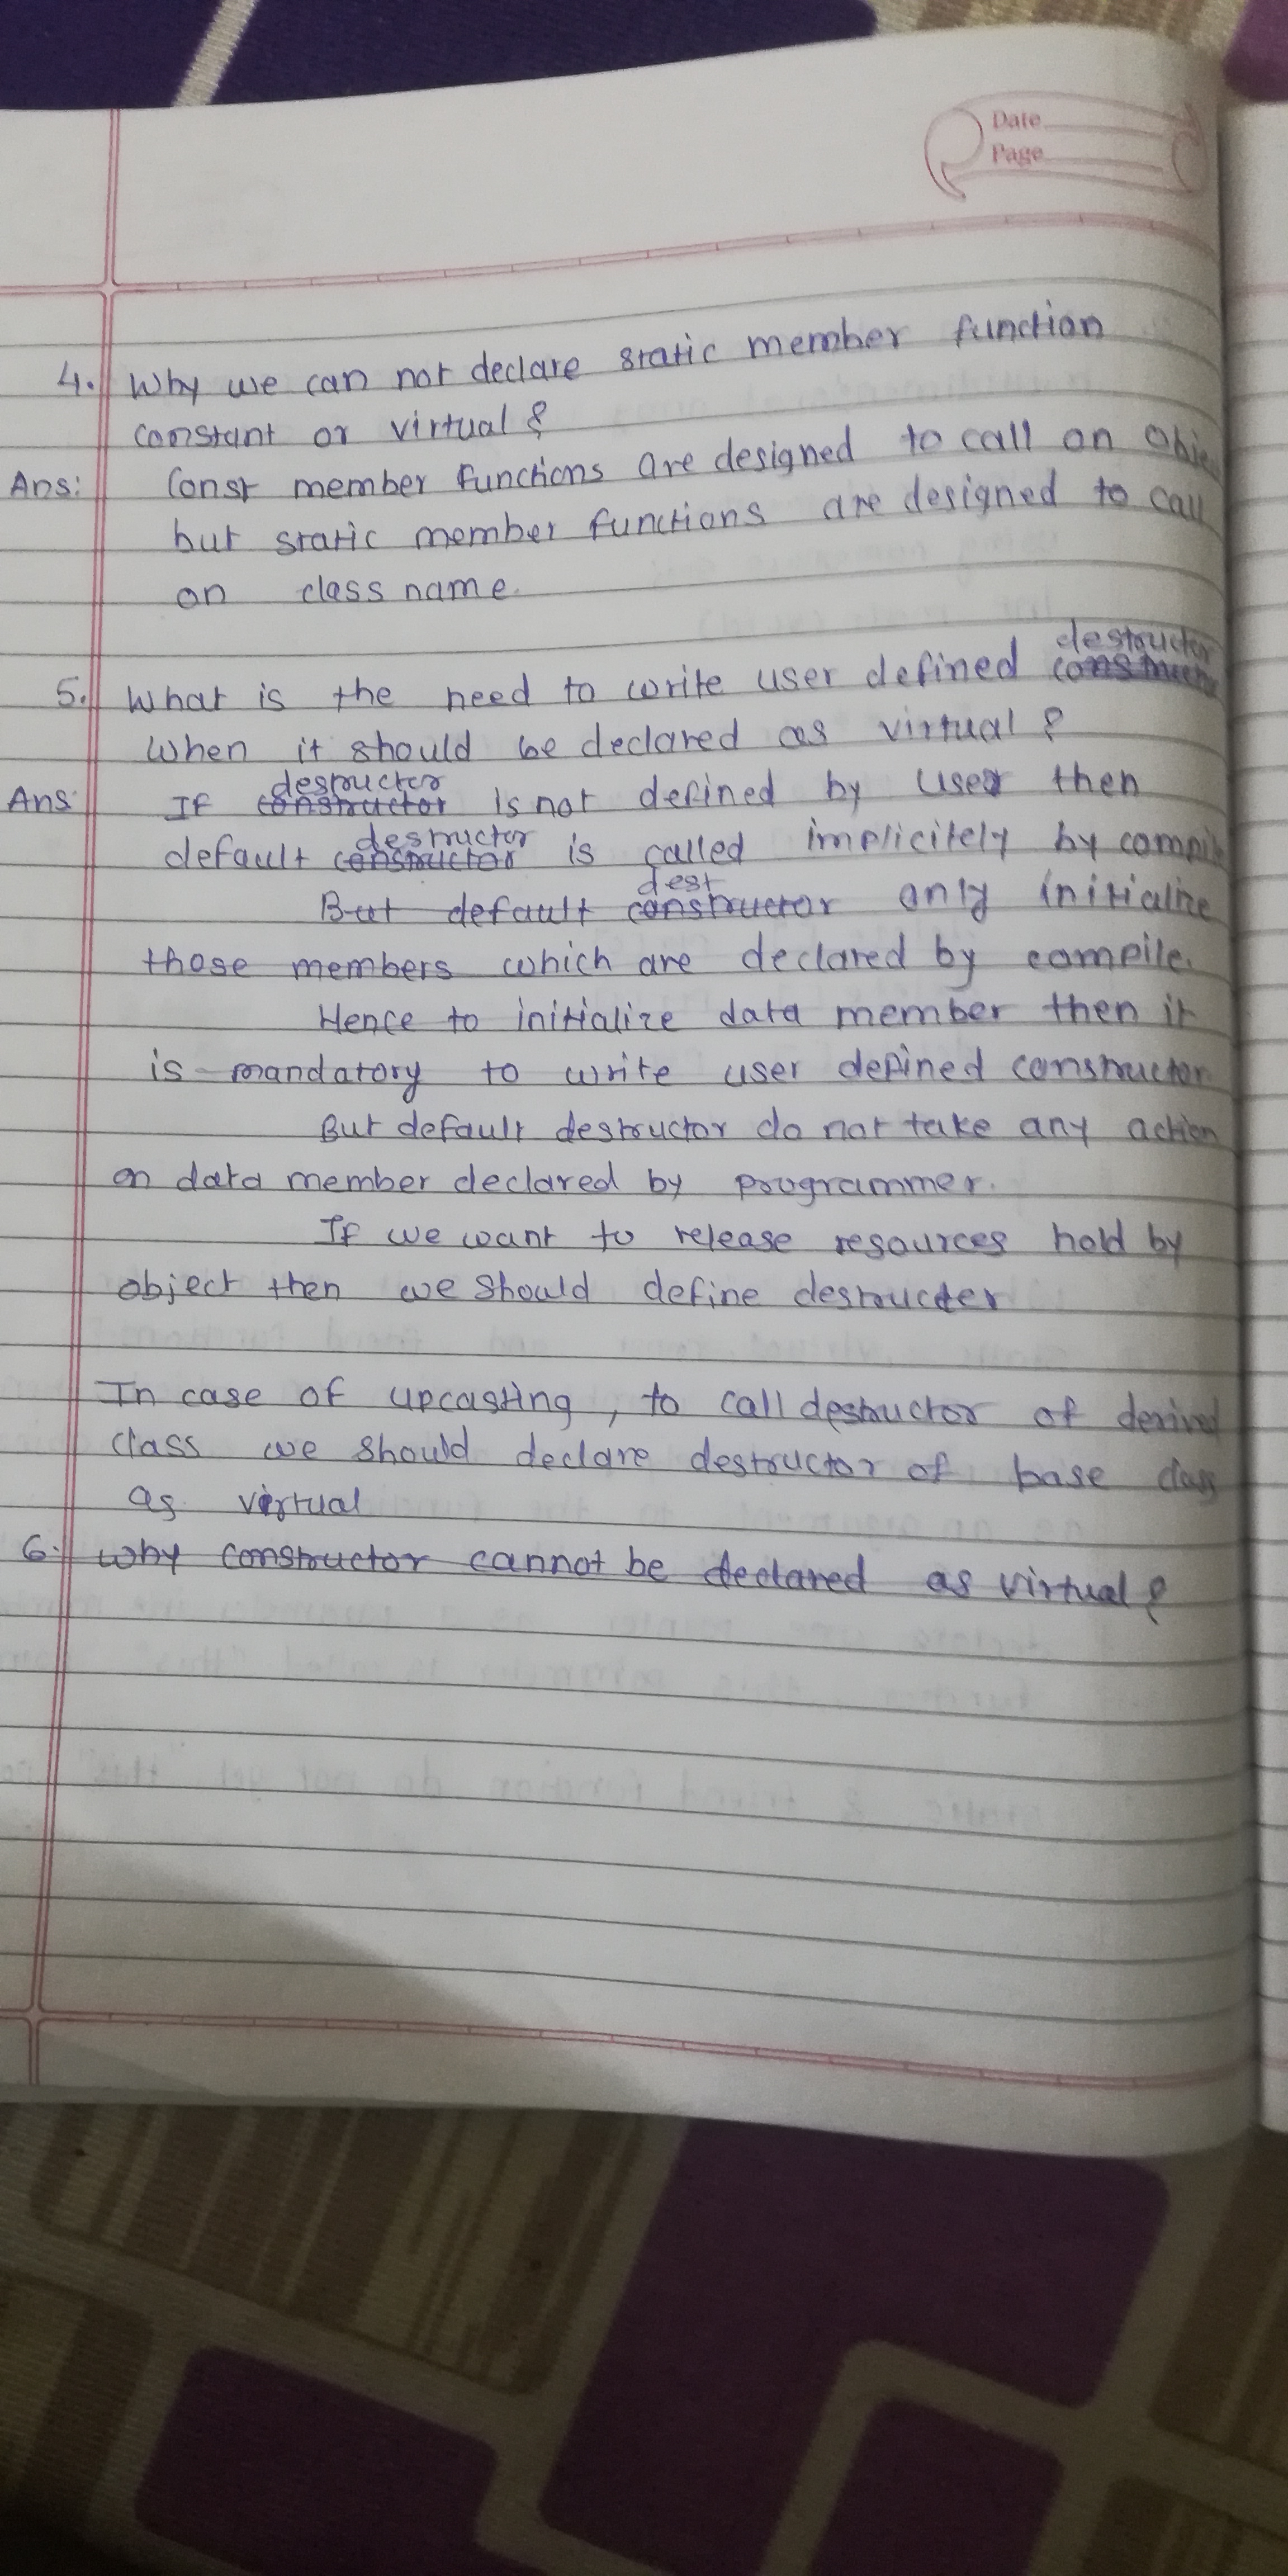 Date
Page
4. Why we can not declare static member function
constant or virtual ?
Ans: Const member functions are designed to call on
but static member functions are designed to call
on class name.
destructor
5. What is the need to write user defined
When it should be declared as virtual ?
destructor
Ans: If constructor is not defined by user then
destructor
default constructor is called implicitely by
dest
But default constructor only initialize
those members which are declared by compile.
Hence to initialize data member then it
is mandatory to write user defined constructor
But default destructor do not take any action
on data member declared by programmer.
If we want to release resources hold by
object then we should define destructer
In case of upcasting, to call destructor of derived
class we should declare destructor of base class
as virtual
6. Why constructor cannot be declared as virtual ?